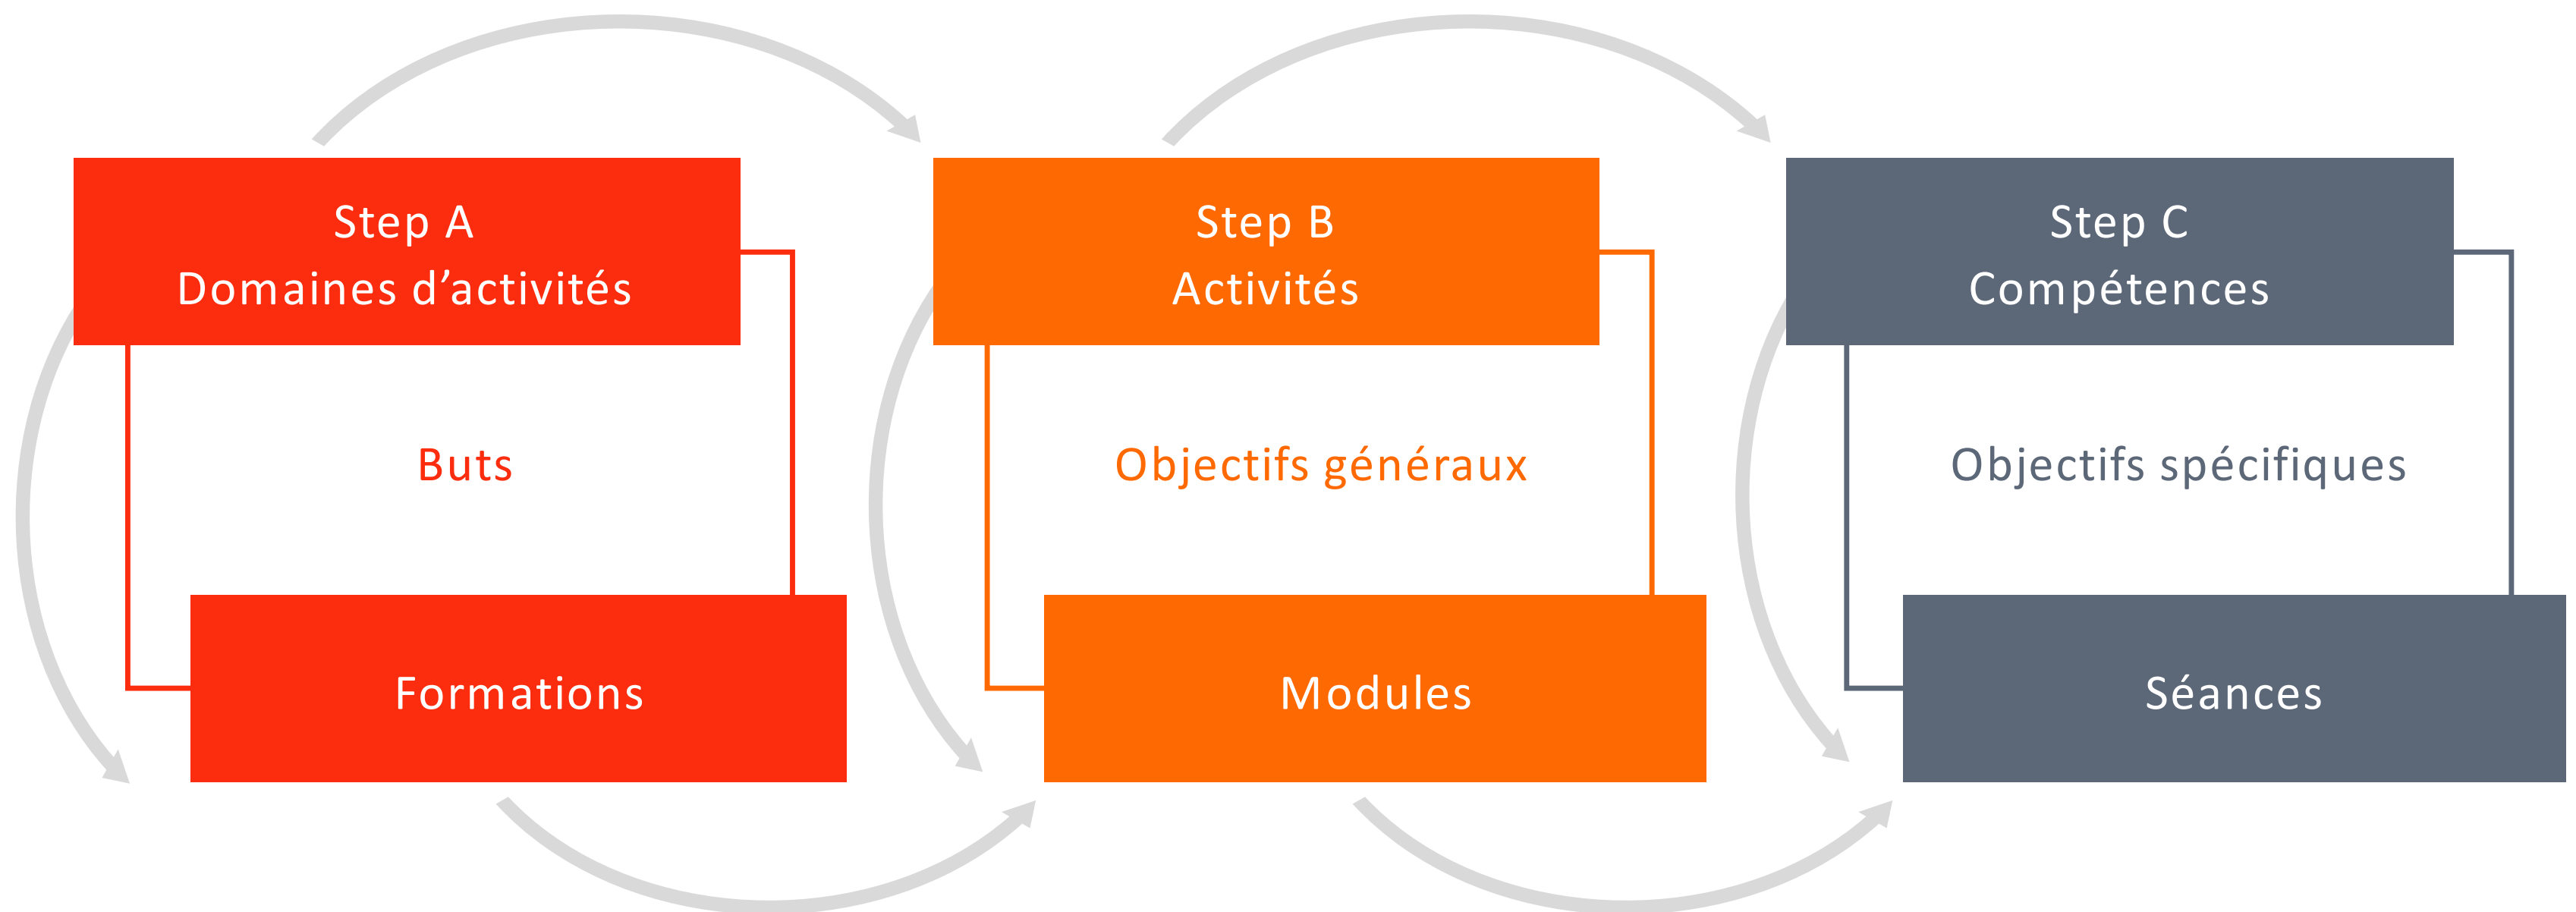 Step A
Domaines d’activités
Step B
Activités
Step C
Compétences
Buts
Objectifs généraux
Objectifs spécifiques
Formations
Modules
Séances